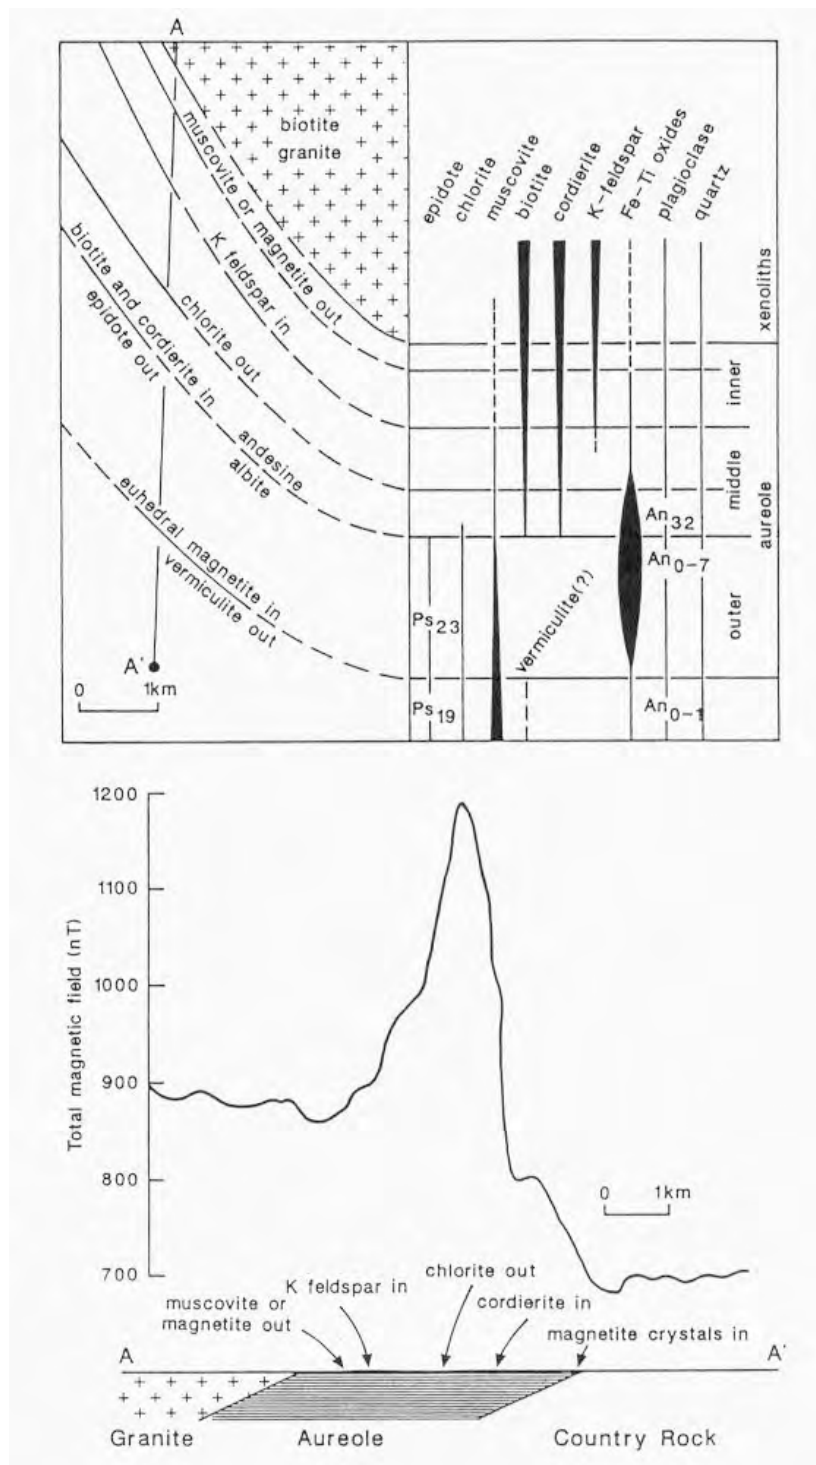 A
biotite
granite
muscovite or magnetite out
K feldspar in
chlorite out
biotite and cordierite in
epidote out
andesine
albite
euhedral magnetite in
vermiculite out
A'
0 1km
epidote
chlorite
muscovite
biotite
cordierite
K-feldspar
Fe-Ti oxides
plagioclase
quartz
xenoliths
inner
middle
outer
aureole
An32
An0-7
Ps23
vermiculite(?)
Ps19
An0-1
1200
1100
1000
900
800
700
Total magnetic field (nT)
0 1km
muscovite or
magnetite out
K feldspar in
chlorite out
cordierite in
magnetite crystals in
A
A'
Granite
Aureole
Country Rock